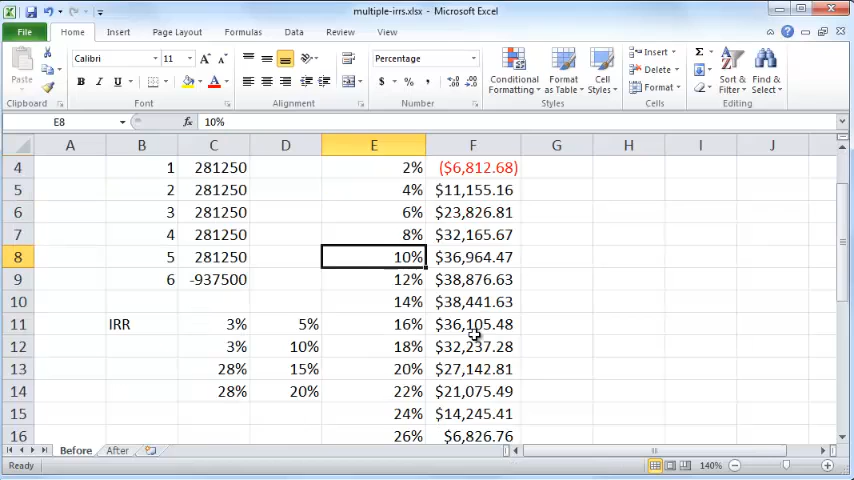 multiple-irrs.xlsx - Microsoft Excel
File Home Insert Page Layout Formulas Data Review View
Paste Calibri 11 A A Percentage Conditional Formatting Format as Table Cell Styles Insert Delete Format Σ Sort & Filter Find & Select
B I U A $ % ,
Clipboard Font Alignment Number Styles Cells Editing
E8 fx 10%
A B C D E F G H I J
4 1 281250 2% ($6,812.68)
5 2 281250 4% $11,155.16
6 3 281250 6% $23,826.81
7 4 281250 8% $32,165.67
8 5 281250 10% $36,964.47
9 6 -937500 12% $38,876.63
10 14% $38,441.63
11 IRR 3% 5% 16% $36,105.48
12 3% 10% 18% $32,237.28
13 28% 15% 20% $27,142.81
14 28% 20% 22% $21,075.49
15 24% $14,245.41
16 26% $6,826.76
Before After
Ready 140%